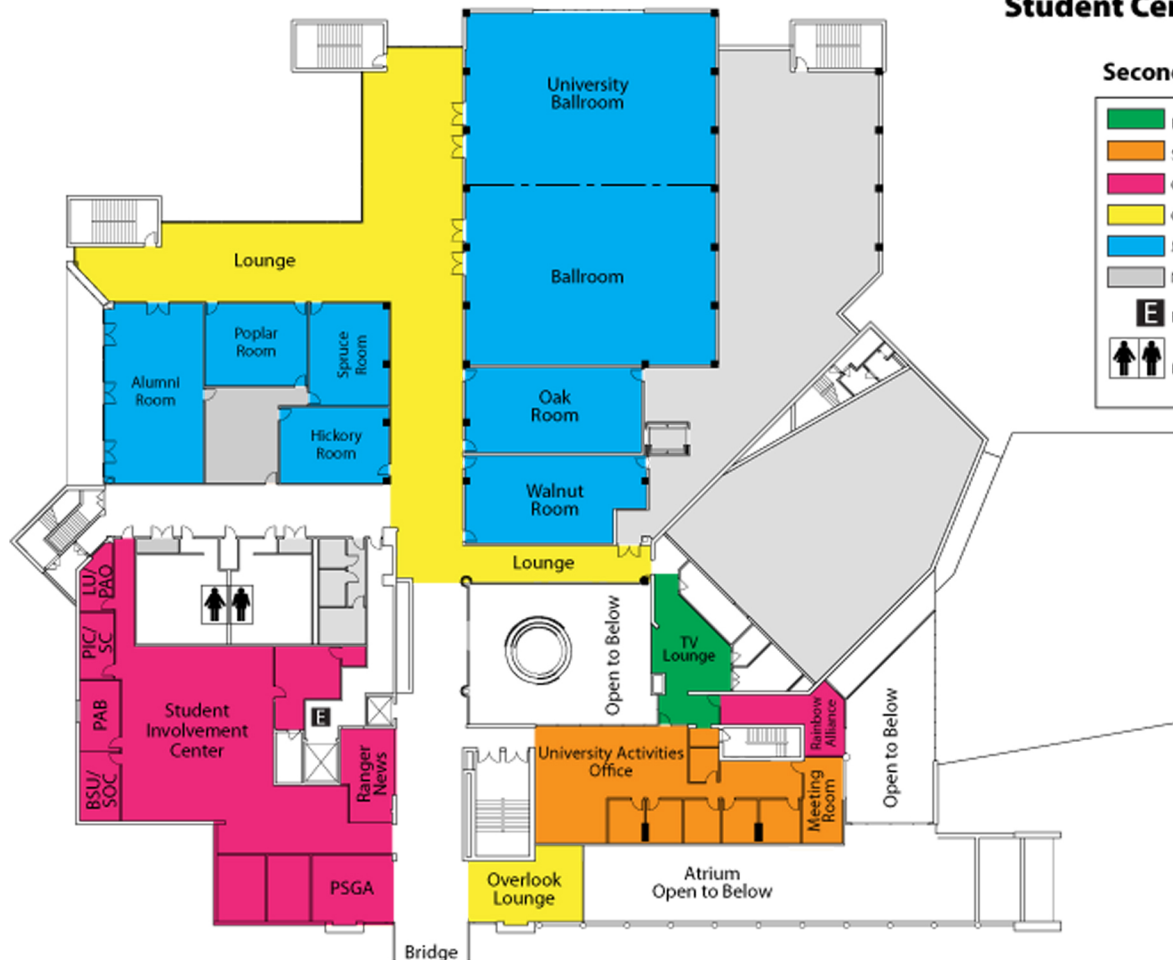 Student Cen
Second
University
Ballroom
Lounge
Ballroom
Poplar
Room
Spruce
Room
Alumni
Room
Oak
Room
Hickory
Room
Walnut
Room
E
Lounge
LU/
PAO
PIC/
SC
PAB
BSU/
SOC
Student
Involvement
Center
E
Ranger
News
PSGA
Open to Below
TV
Lounge
Rainbow
Alliance
Open to Below
University Activities
Office
Meeting
Room
Overlook
Lounge
Atrium
Open to Below
Bridge